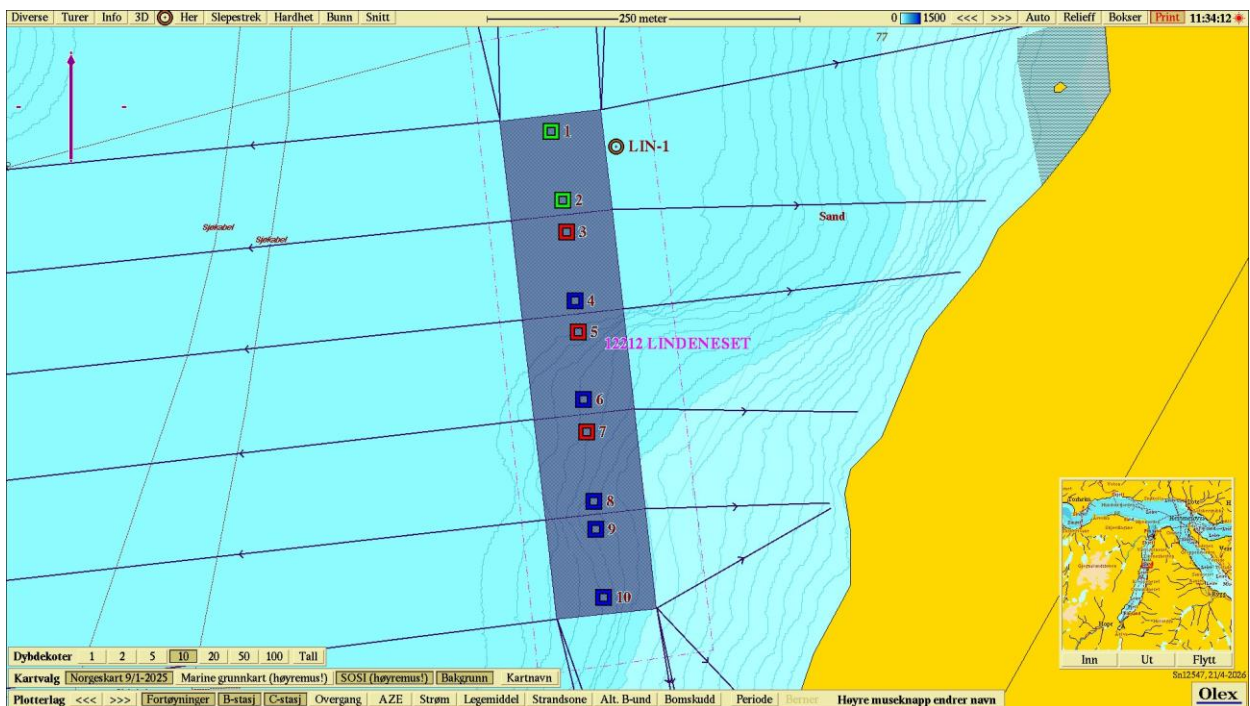 Diverse Turer Info 3D Her Slepestrek Hardhet Bunn Snitt 250 meter 0 1500 <<< >>> Auto Relieff Bokser Print 11:34:12
77
1
LIN-1
2
Sand
3
Sjøkabel
Sjøkabel
4
5
12212 LINDENESET
6
7
8
9
10
Inn Ut Flytt
Dybdekoter 1 2 5 10 20 50 100 Tall
Kartvalg Norgeskart 9/1-2025 Marine grunnkart (høyremus!) SOSI (høyremus!) Bakgrunn Kartnavn
Sn12547, 21/4-2026
Plotterlag <<< >>> Fortøyninger B-stasj C-stasj Overgang AZE Strøm Legemiddel Strandsone Alt. B-und Bomskudd Periode Berner Høyre museknapp endrer navn Olex